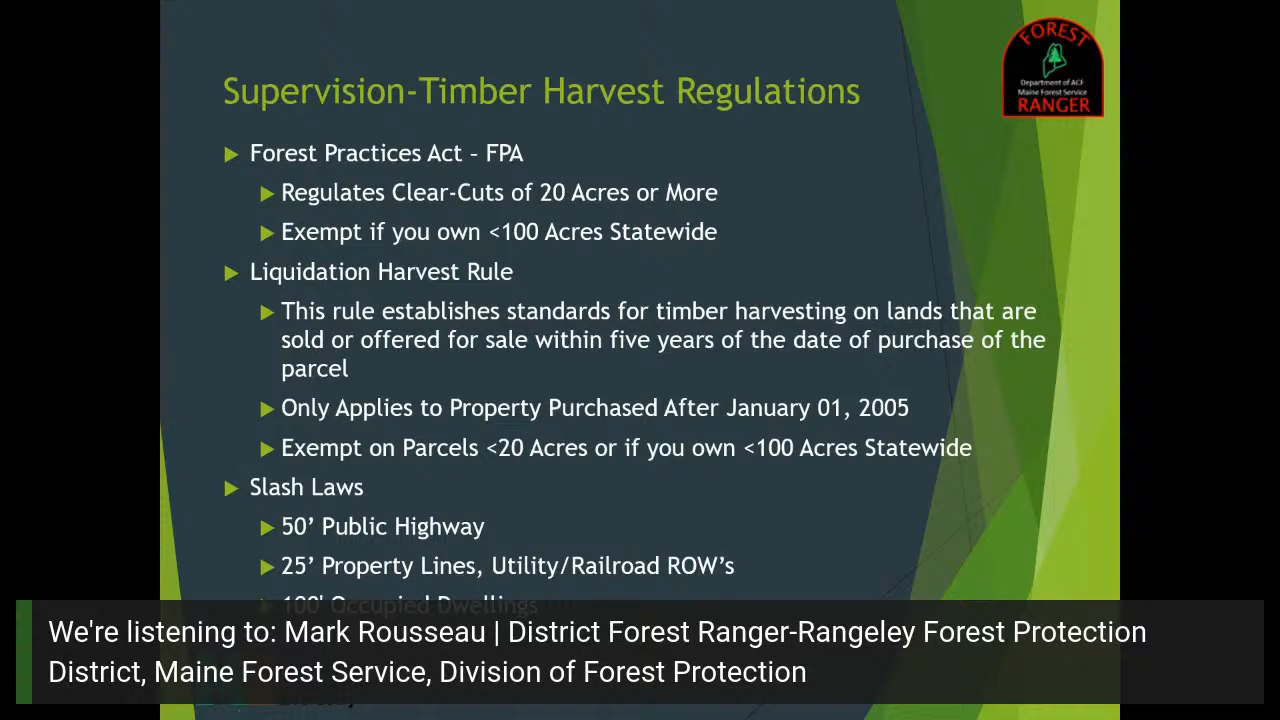 FOREST
Department of ACF
Maine Forest Service
RANGER
Supervision-Timber Harvest Regulations
Forest Practices Act – FPA
Regulates Clear-Cuts of 20 Acres or More
Exempt if you own <100 Acres Statewide
Liquidation Harvest Rule
This rule establishes standards for timber harvesting on lands that are
sold or offered for sale within five years of the date of purchase of the
parcel
Only Applies to Property Purchased After January 01, 2005
Exempt on Parcels <20 Acres or if you own <100 Acres Statewide
Slash Laws
50’ Public Highway
25’ Property Lines, Utility/Railroad ROW’s
100' Occupied Dwellings
We're listening to: Mark Rousseau | District Forest Ranger-Rangeley Forest Protection
District, Maine Forest Service, Division of Forest Protection